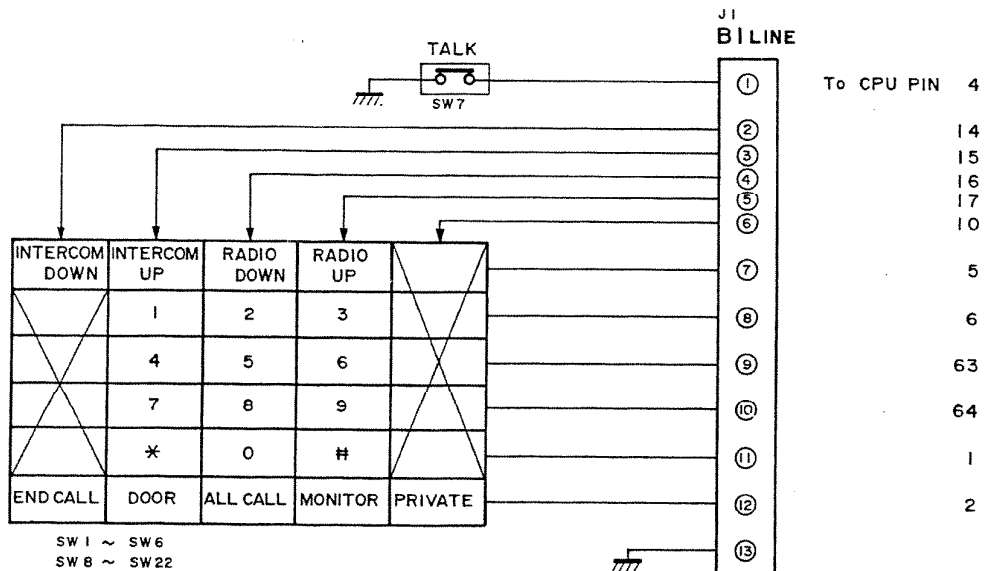 J1
B1 LINE
TALK
SW7
① To CPU PIN 4
② 14
③ 15
④ 16
⑤ 17
⑥ 10
INTERCOM DOWN INTERCOM UP RADIO DOWN RADIO UP
⑦ 5
1 2 3
⑧ 6
4 5 6
⑨ 63
7 8 9
⑩ 64
* 0 #
⑪ 1
END CALL DOOR ALL CALL MONITOR PRIVATE
⑫ 2
SW1 ~ SW6
SW8 ~ SW22
⑬